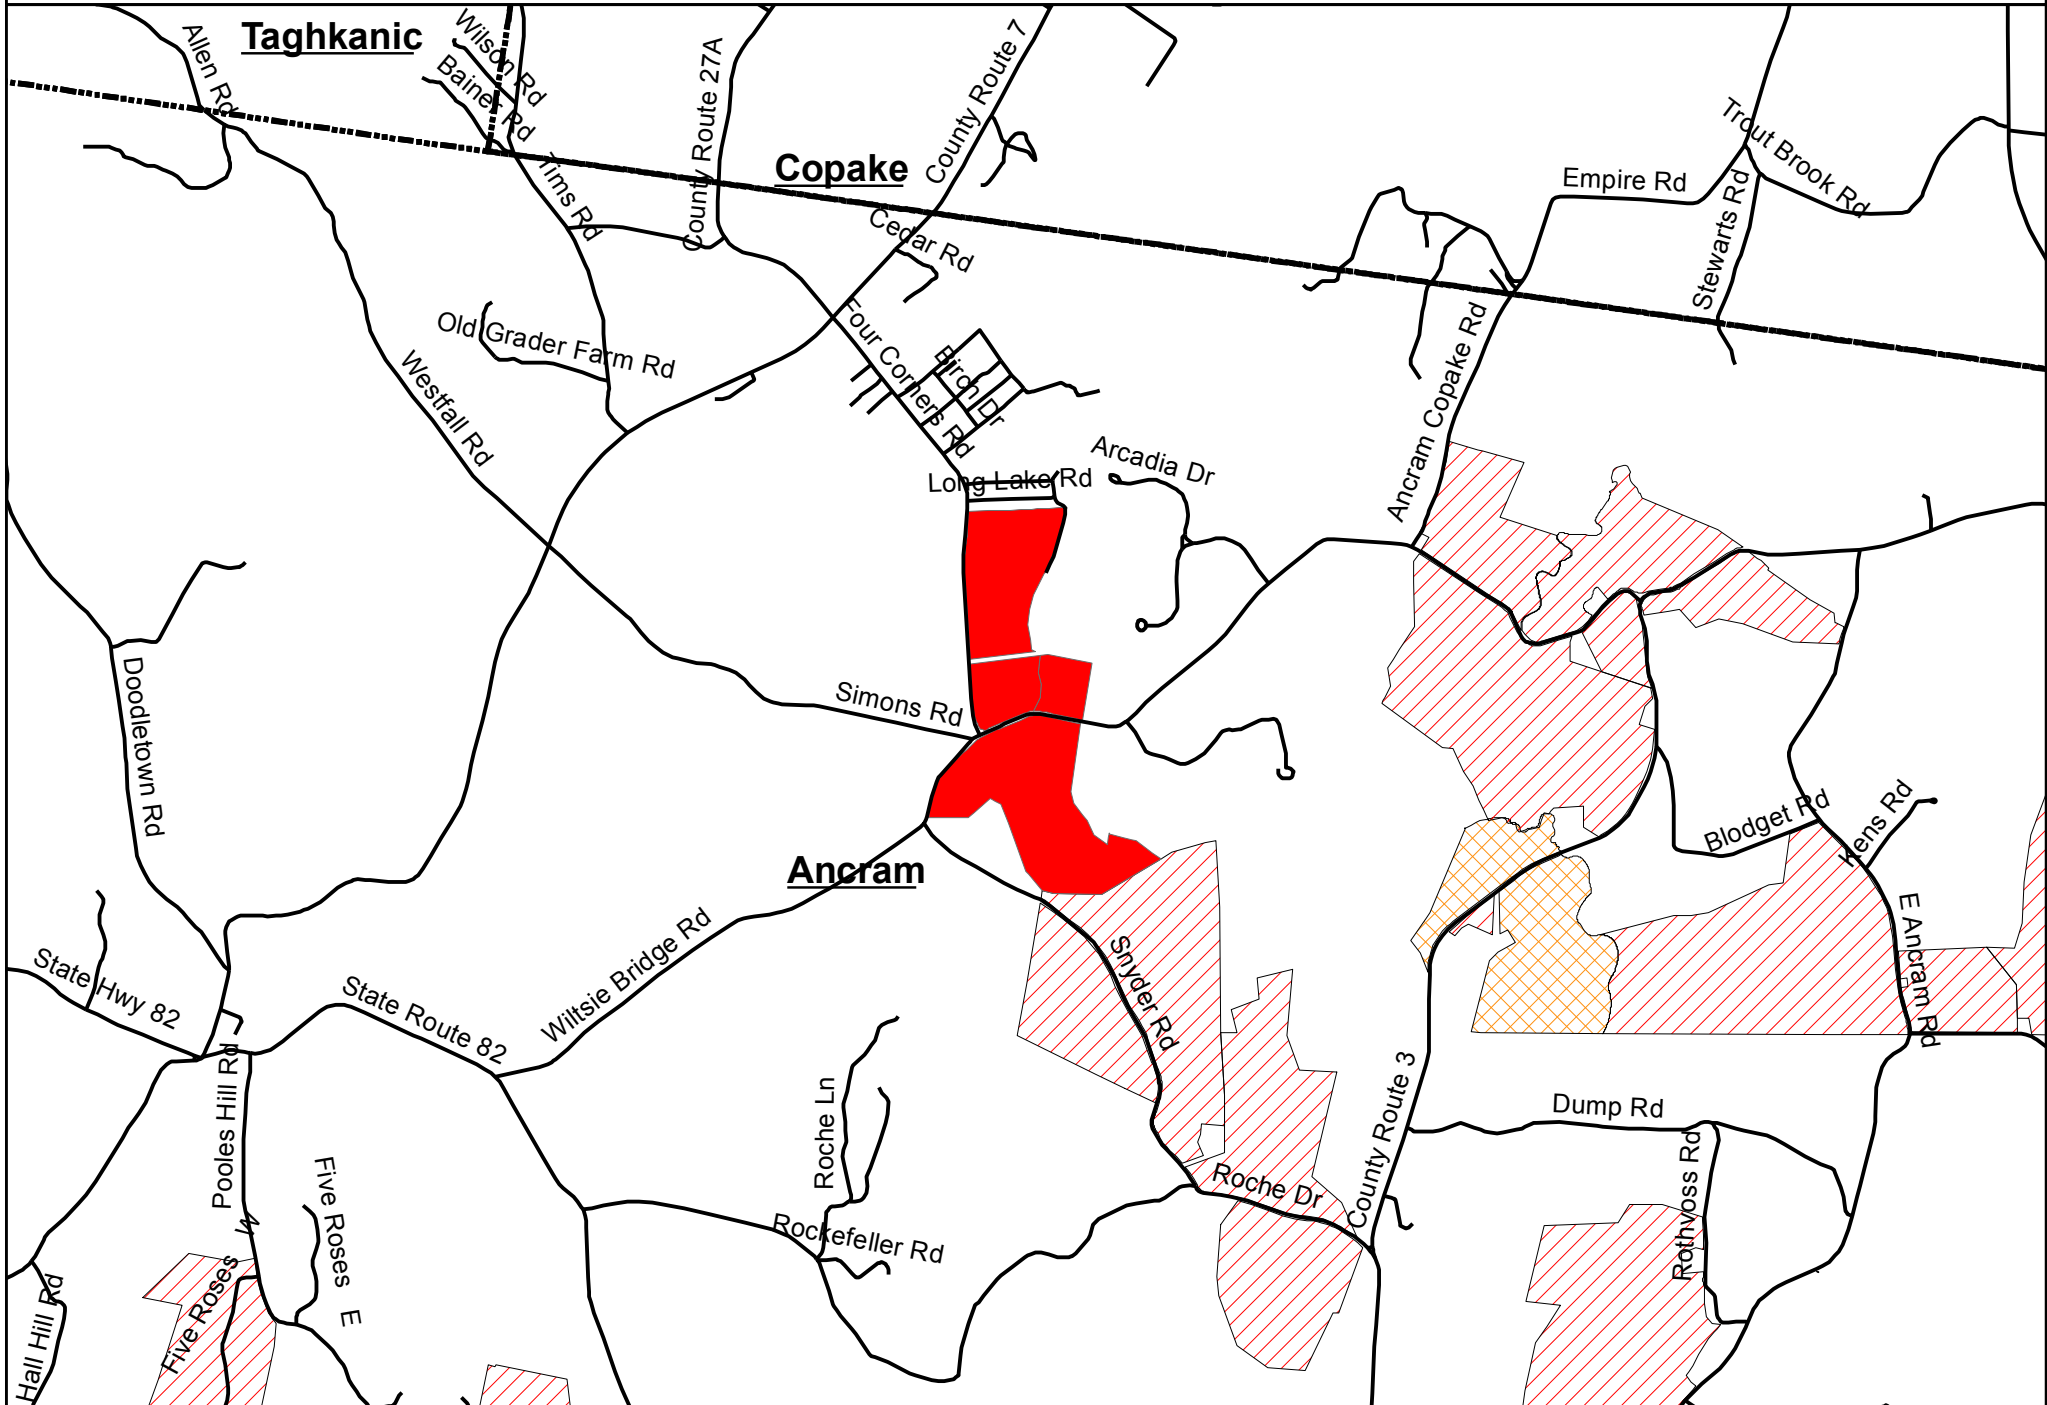 Taghkanic
Wilson Rd
Allen Rd
Bainer Rd
County Route 27A
County Route 7
Trout Brook Rd
Copake
Empire Rd
Tims Rd
Cedar Rd
Stewarts Rd
Old Grader Farm Rd
Four Corners Rd
Birch Dr
Ancram Copake Rd
Westfall Rd
Arcadia Dr
Long Lake Rd
Doodletown Rd
Simons Rd
Blodget Rd
Kens Rd
Ancram
E Ancram Rd
Wiltsie Bridge Rd
Snyder Rd
State Hwy 82
State Route 82
Pooles Hill Rd
Roche Ln
County Route 3
Dump Rd
Rothvoss Rd
Roche Dr
Five Roses E
Rockefeller Rd
Five Roses W
Hall Hill Rd